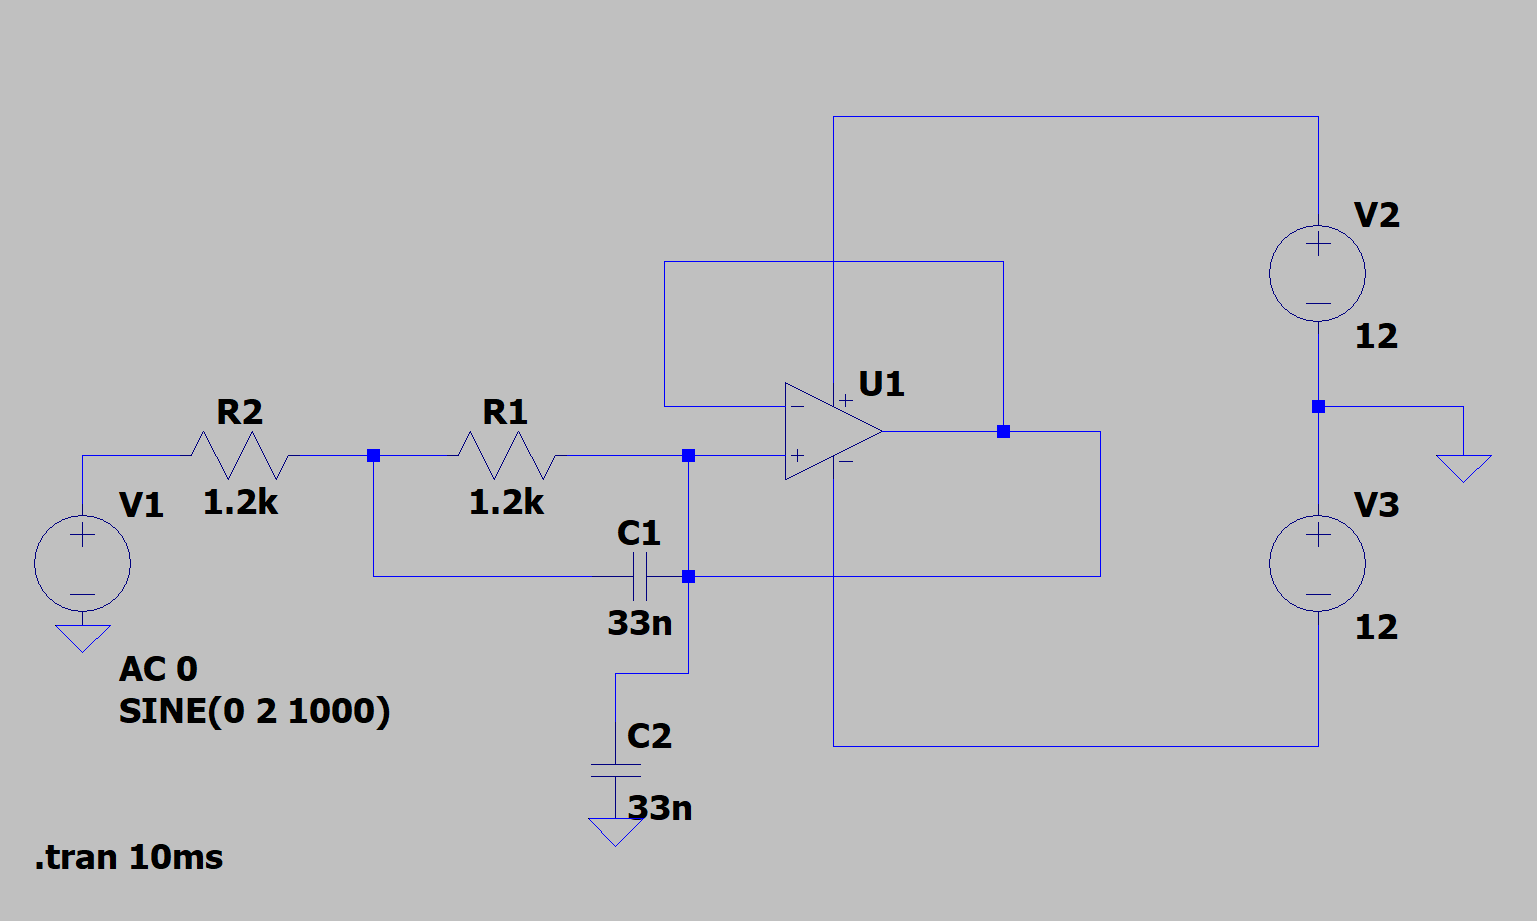 V2
12
U1
R2
1.2k
R1
1.2k
V1
C1
33n
V3
12
AC 0
SINE(0 2 1000)
C2
33n
.tran 10ms